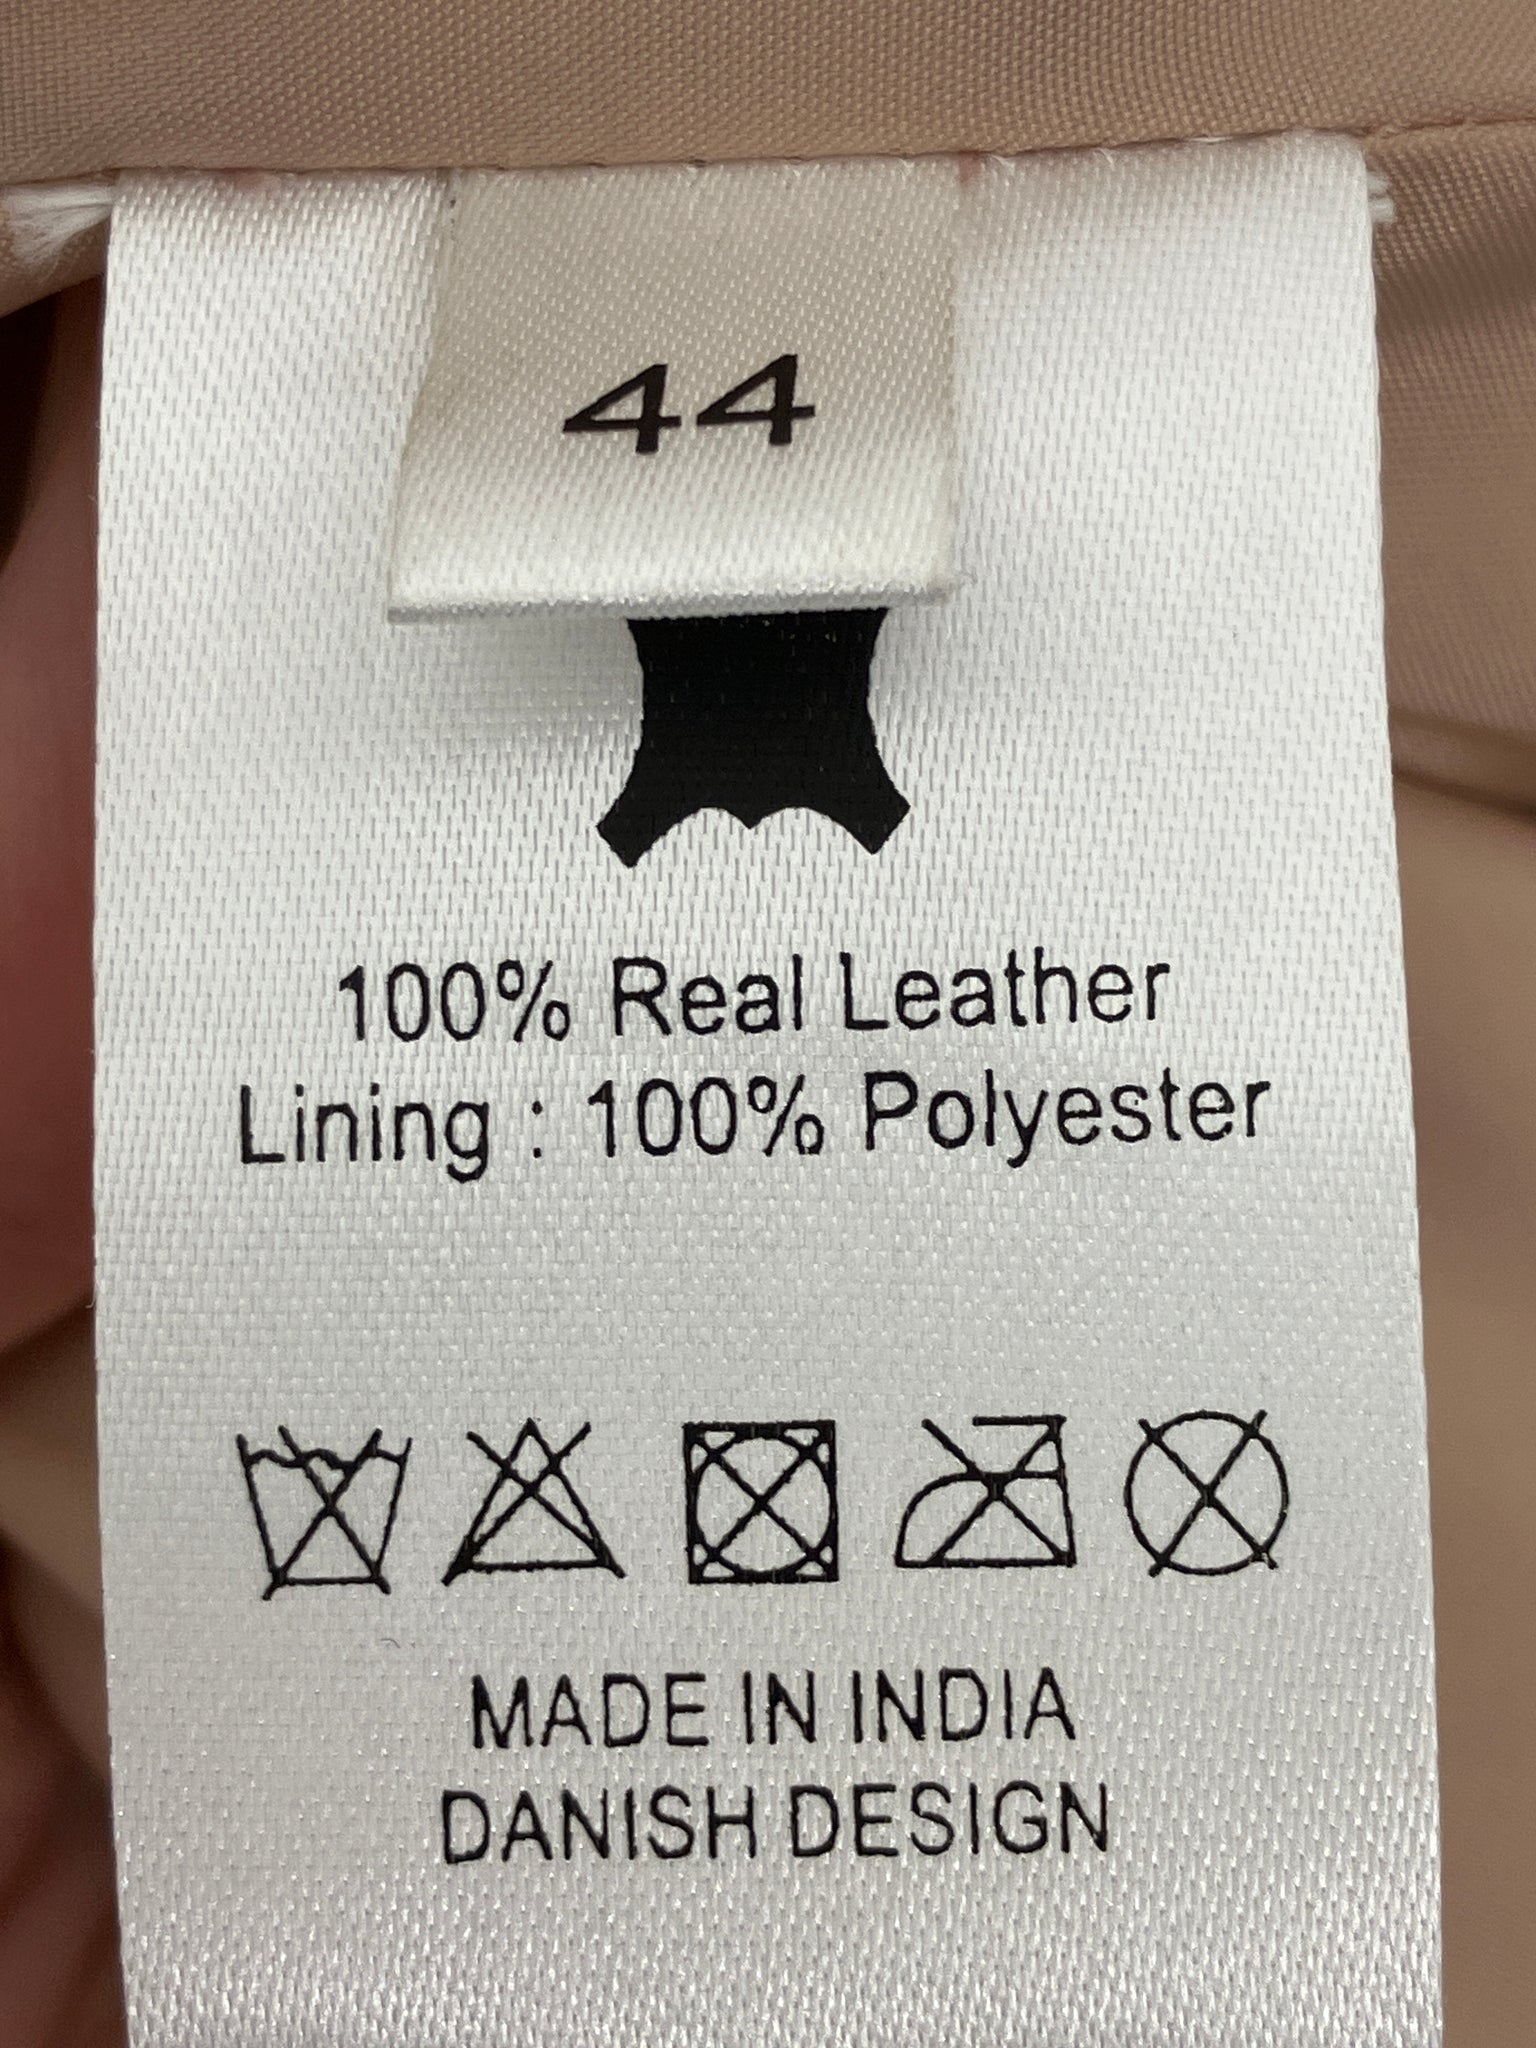 44
100% Real Leather
Lining : 100% Polyester
MADE IN INDIA
DANISH DESIGN